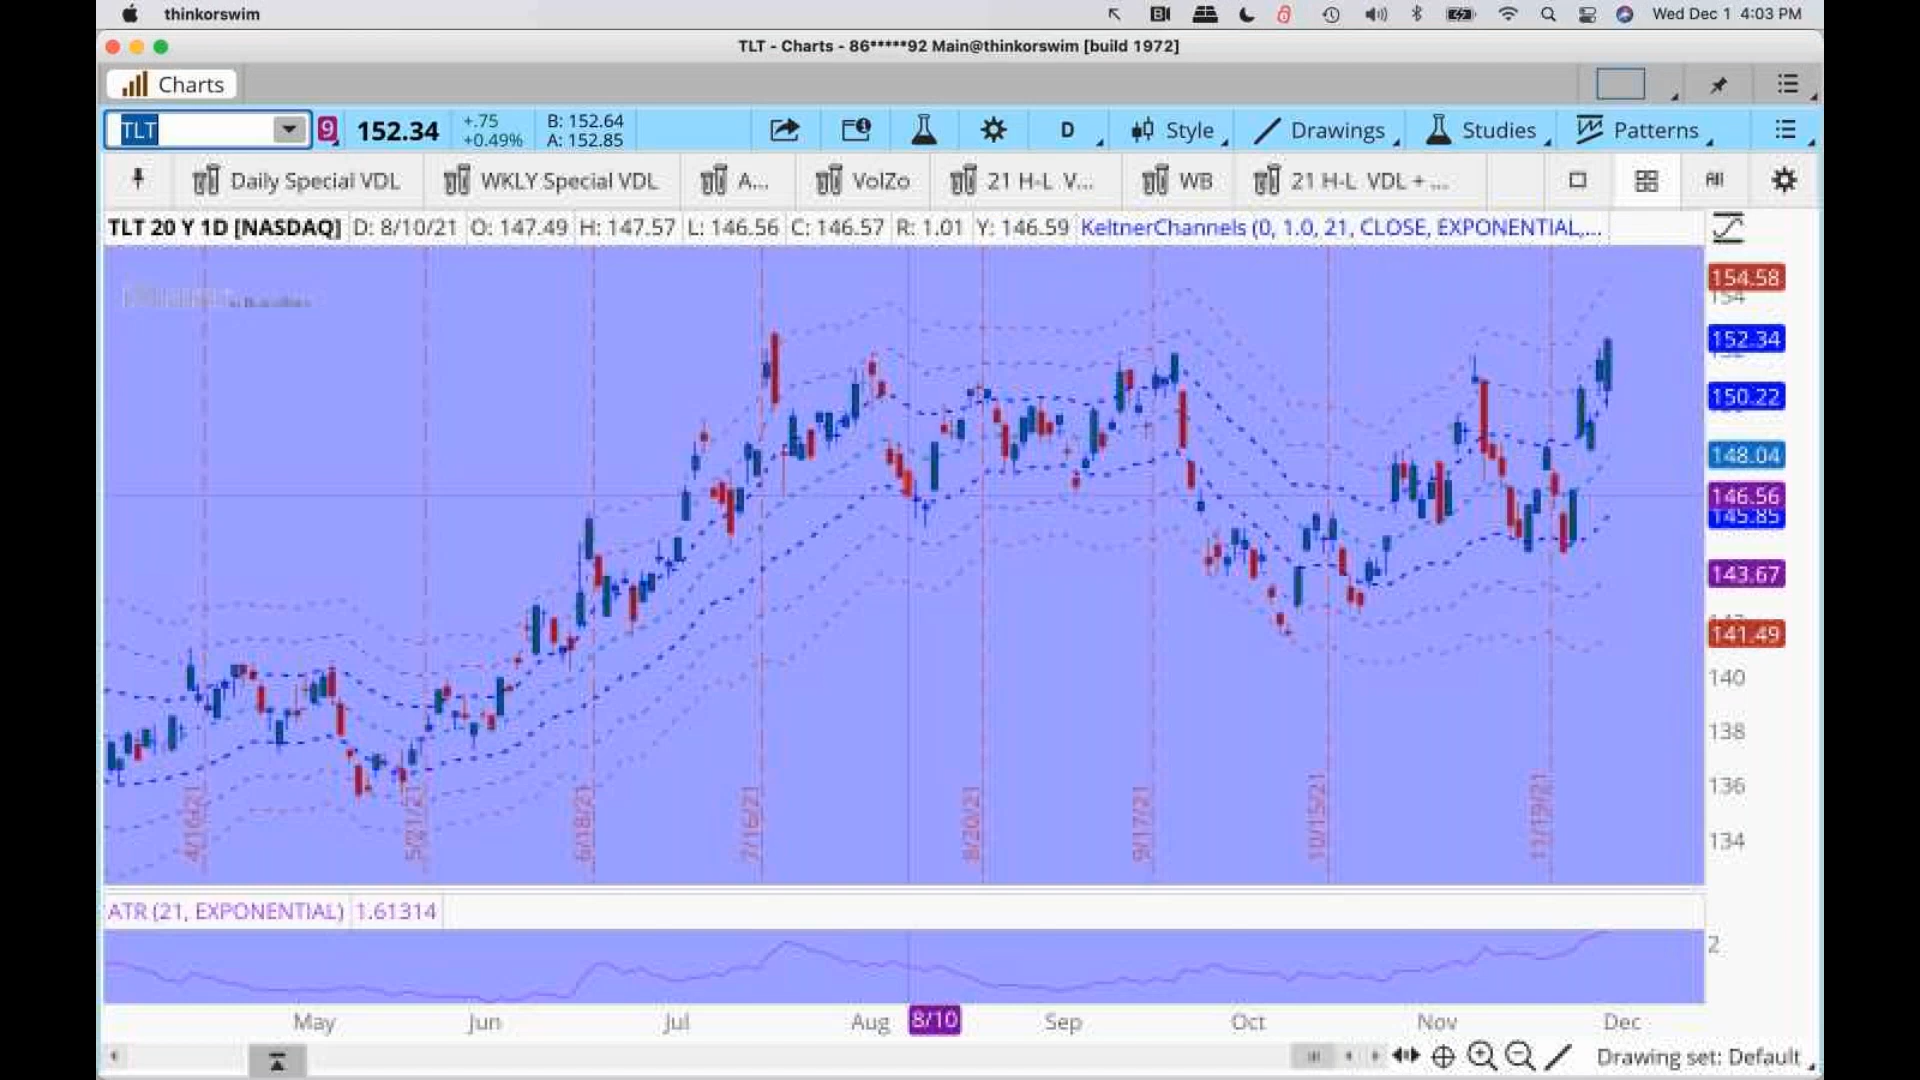 thinkorswim Wed Dec 1 4:03 PM
TLT - Charts - 86*****92 Main@thinkorswim [build 1972]
Charts
TLT 9 152.34 +.75 B: 152.64 D Style Drawings Studies Patterns
+0.49% A: 152.85
Daily Special VDL WKLY Special VDL A... VolZo 21 H-L V... WB 21 H-L VDL + ... All
TLT 20 Y 1D [NASDAQ] D: 8/10/21 O: 147.49 H: 147.57 L: 146.56 C: 146.57 R: 1.01 Y: 146.59 KeltnerChannels (0, 1.0, 21, CLOSE, EXPONENTIAL,...
154.58
154
152.34
150.22
148.04
146.56
145.85
143.67
141.49
140
138
136
134
4/16/21 5/21/21 6/18/21 7/16/21 8/20/21 9/17/21 10/15/21 11/19/21
ATR (21, EXPONENTIAL) 1.61314
2
May Jun Jul Aug 8/10 Sep Oct Nov Dec
Drawing set: Default